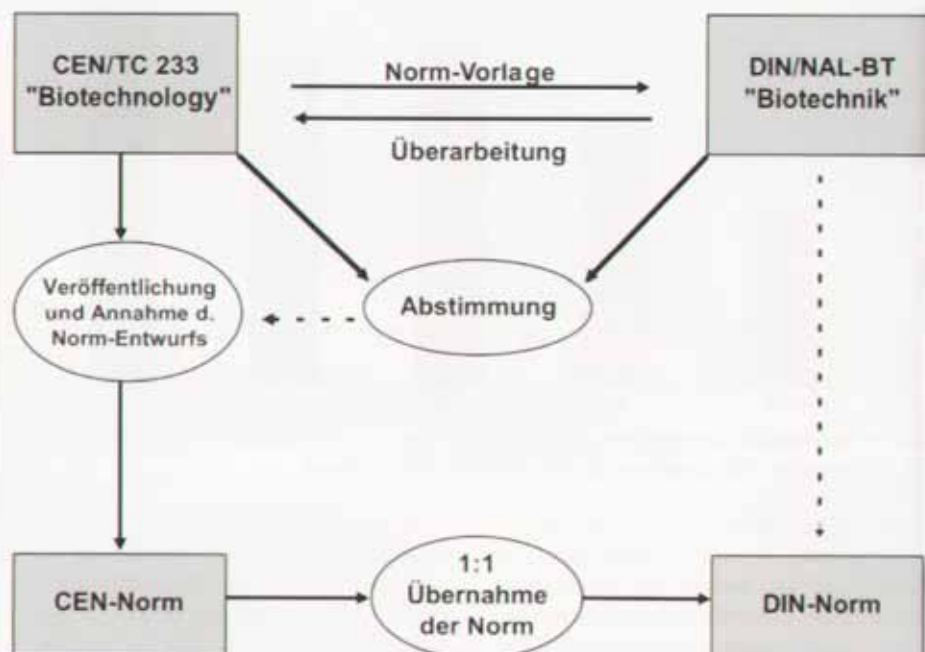 CEN/TC 233
"Biotechnology"
Norm-Vorlage
Überarbeitung
DIN/NAL-BT
"Biotechnik"
Veröffentlichung
und Annahme d.
Norm-Entwurfs
Abstimmung
CEN-Norm
1:1
Übernahme
der Norm
DIN-Norm